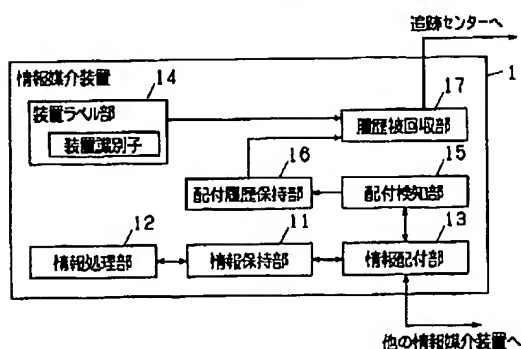 追跡センターへ
情報媒介装置
1
14
17
装置ラベル部
履歴被回収部
装置識別子
16
15
配付履歴保持部
配付検知部
12
11
13
情報処理部
情報保持部
情報配付部
他の情報媒介装置へ